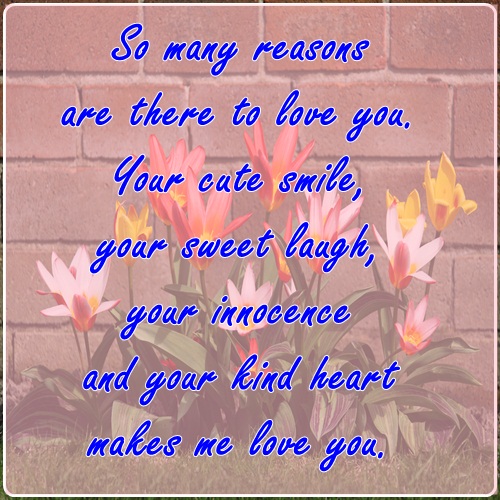 So many reasons
are there to love you.
Your cute smile,
your sweet laugh,
your innocence
and your kind heart
makes me love you.